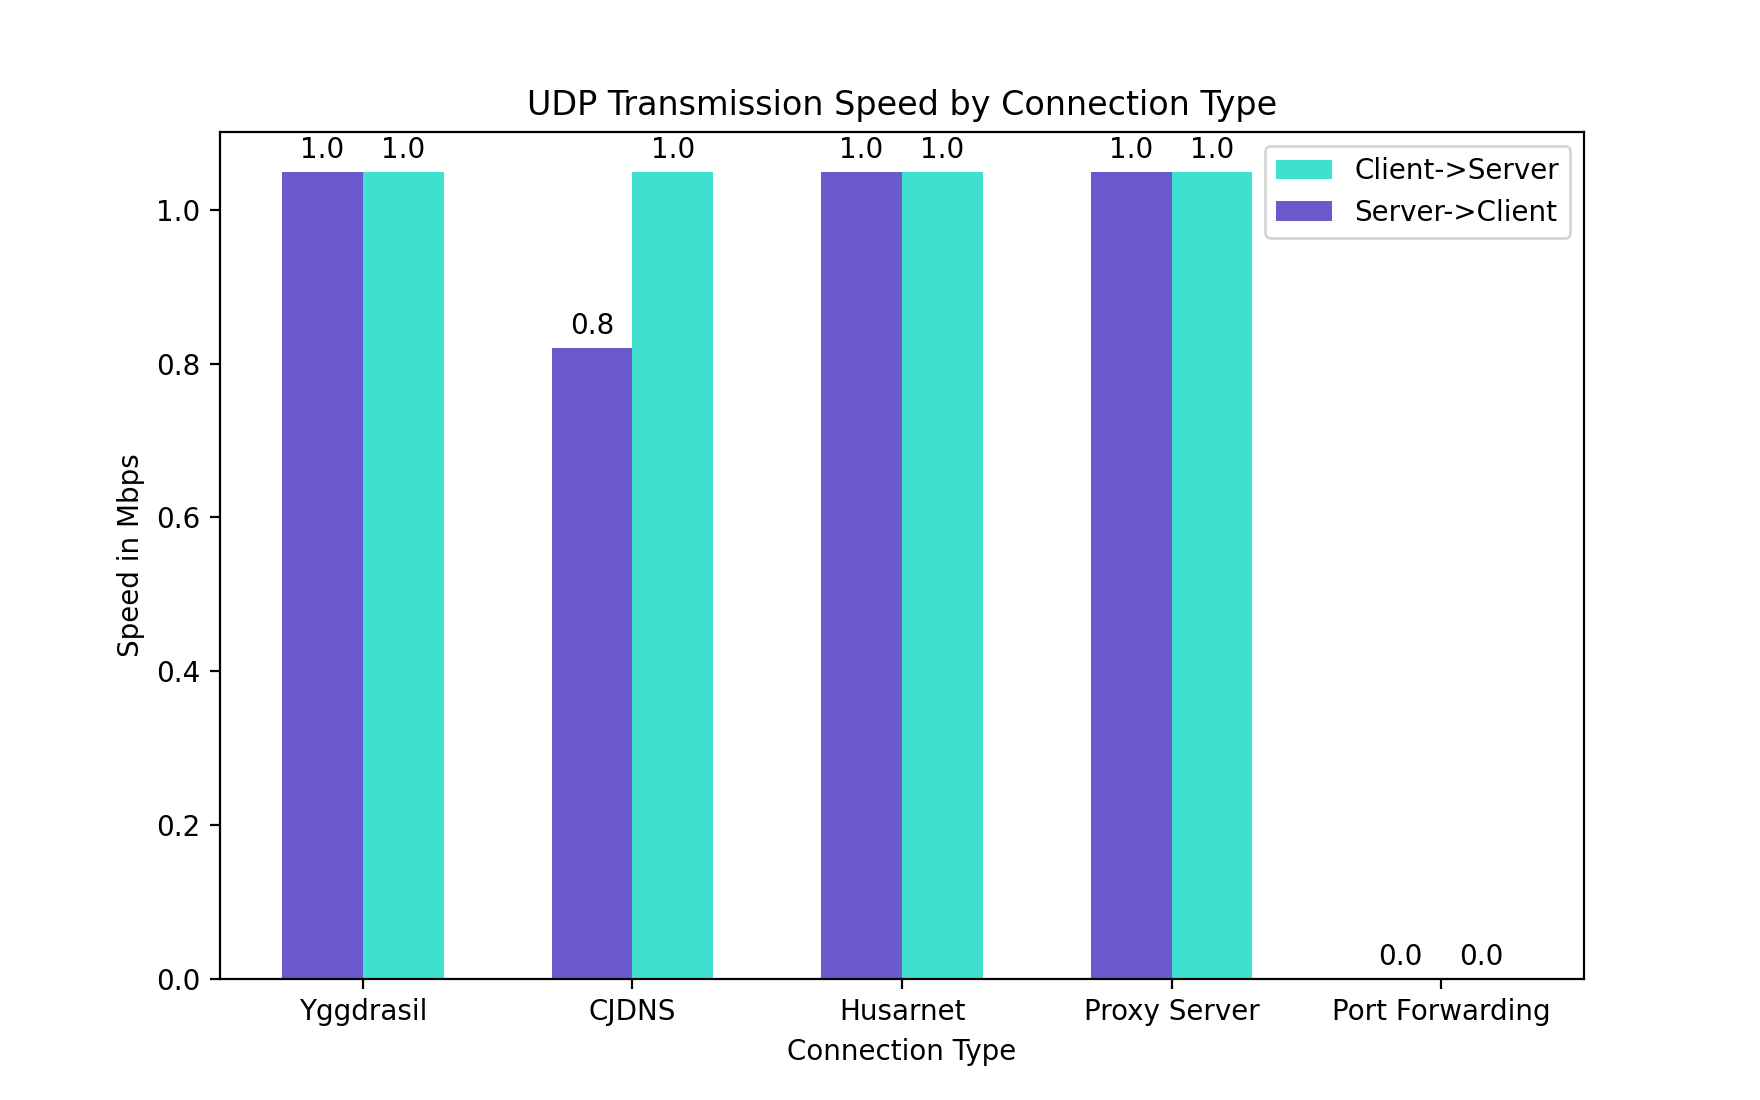 UDP Transmission Speed by Connection Type
1.0 1.0 1.0 1.0 1.0 1.0 1.0
Client->Server
Server->Client
1.0
0.8
0.8
0.6
0.4
0.2
0.0
0.0 0.0
Speed in Mbps
Yggdrasil CJDNS Husarnet Proxy Server Port Forwarding
Connection Type